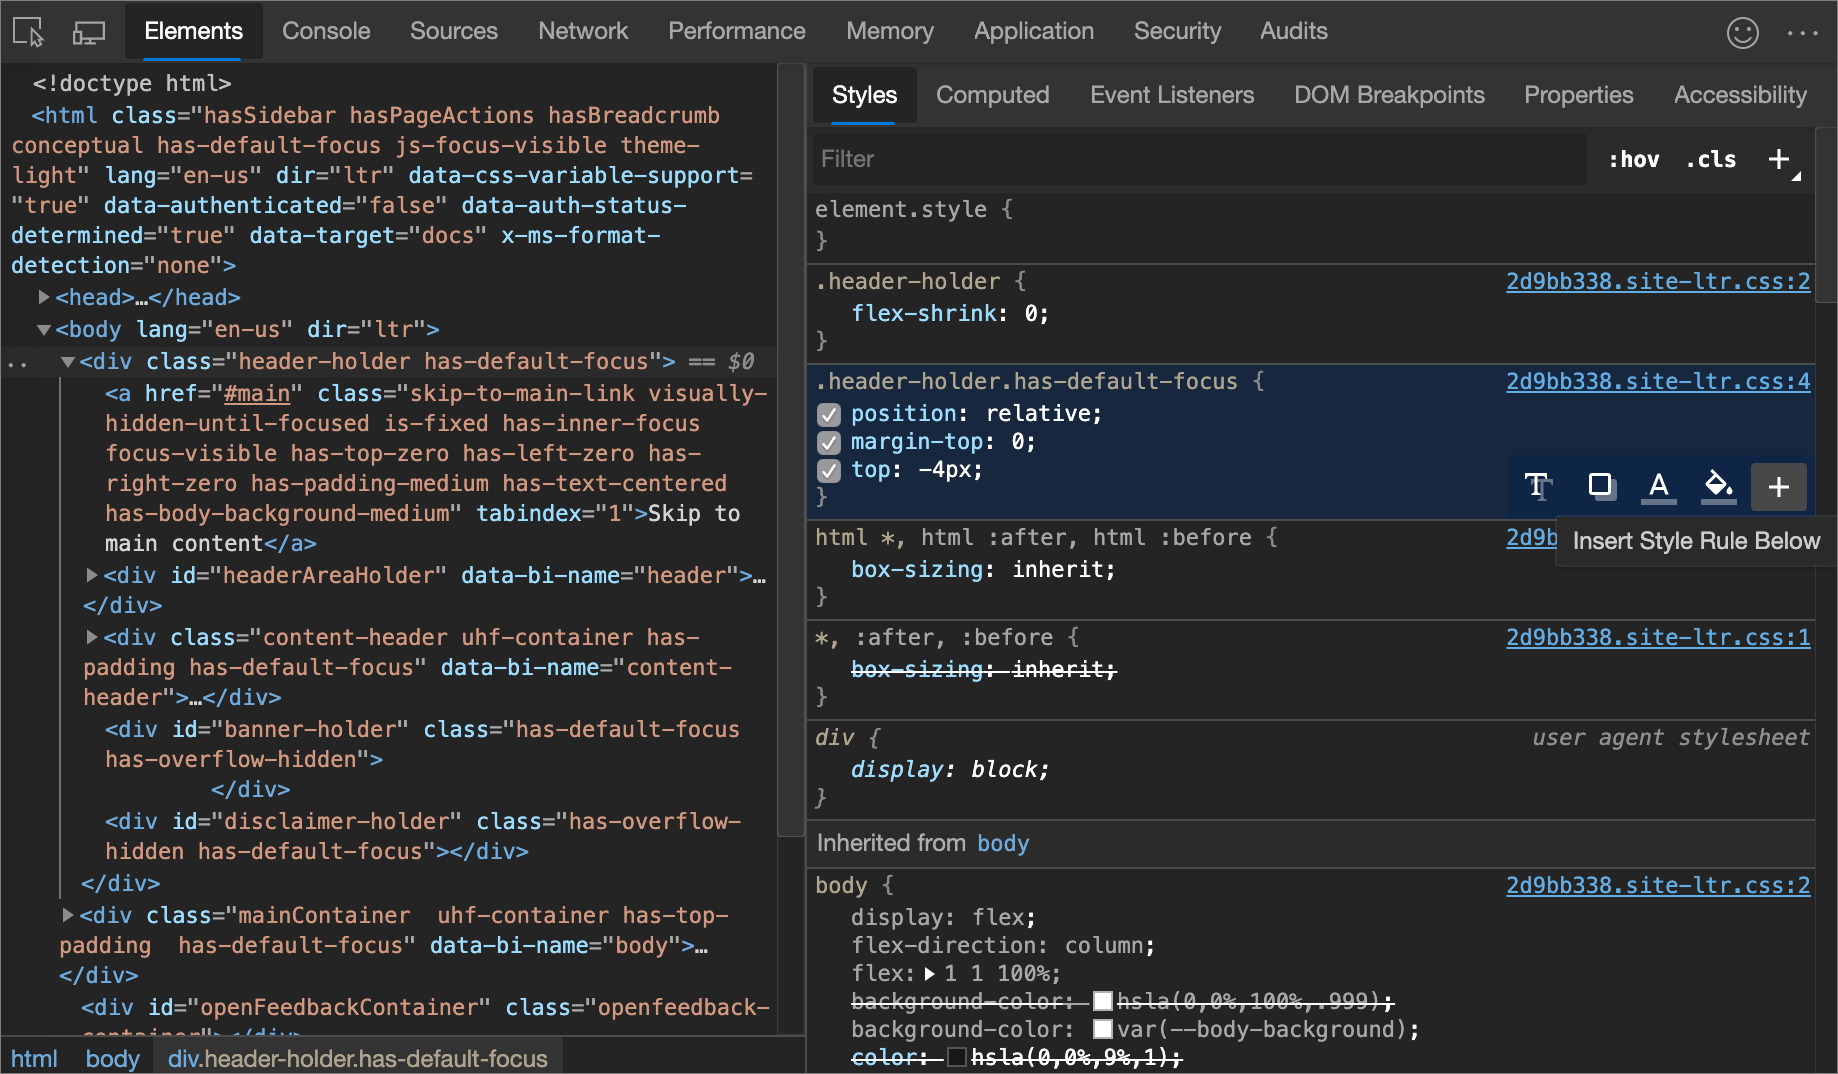 Elements Console Sources Network Performance Memory Application Security Audits
<!doctype html>
<html class="hasSidebar hasPageActions hasBreadcrumb
conceptual has-default-focus js-focus-visible theme-
light" lang="en-us" dir="ltr" data-css-variable-support=
"true" data-authenticated="false" data-auth-status-
determined="true" data-target="docs" x-ms-format-
detection="none">
<head>…</head>
<body lang="en-us" dir="ltr">
<div class="header-holder has-default-focus"> == $0
<a href="#main" class="skip-to-main-link visually-
hidden-until-focused is-fixed has-inner-focus
focus-visible has-top-zero has-left-zero has-
right-zero has-padding-medium has-text-centered
has-body-background-medium" tabindex="1">Skip to
main content</a>
<div id="headerAreaHolder" data-bi-name="header">…
</div>
<div class="content-header uhf-container has-
padding has-default-focus" data-bi-name="content-
header">…</div>
<div id="banner-holder" class="has-default-focus
has-overflow-hidden">
</div>
<div id="disclaimer-holder" class="has-overflow-
hidden has-default-focus"></div>
</div>
<div class="mainContainer  uhf-container has-top-
padding  has-default-focus" data-bi-name="body">…
</div>
<div id="openFeedbackContainer" class="openfeedback-
container"></div>
html body div.header-holder.has-default-focus
Styles Computed Event Listeners DOM Breakpoints Properties Accessibility
Filter :hov .cls +
element.style {
}
.header-holder { 2d9bb338.site-ltr.css:2
flex-shrink: 0;
}
.header-holder.has-default-focus { 2d9bb338.site-ltr.css:4
position: relative;
margin-top: 0;
top: -4px;
}
html *, html :after, html :before { 2d9b
Insert Style Rule Below
box-sizing: inherit;
}
*, :after, :before { 2d9bb338.site-ltr.css:1
box-sizing: inherit;
}
div { user agent stylesheet
display: block;
}
Inherited from body
body { 2d9bb338.site-ltr.css:2
display: flex;
flex-direction: column;
flex: 1 1 100%;
background-color: hsla(0,0%,100%,.999);
background-color: var(--body-background);
color: hsla(0,0%,9%,1);